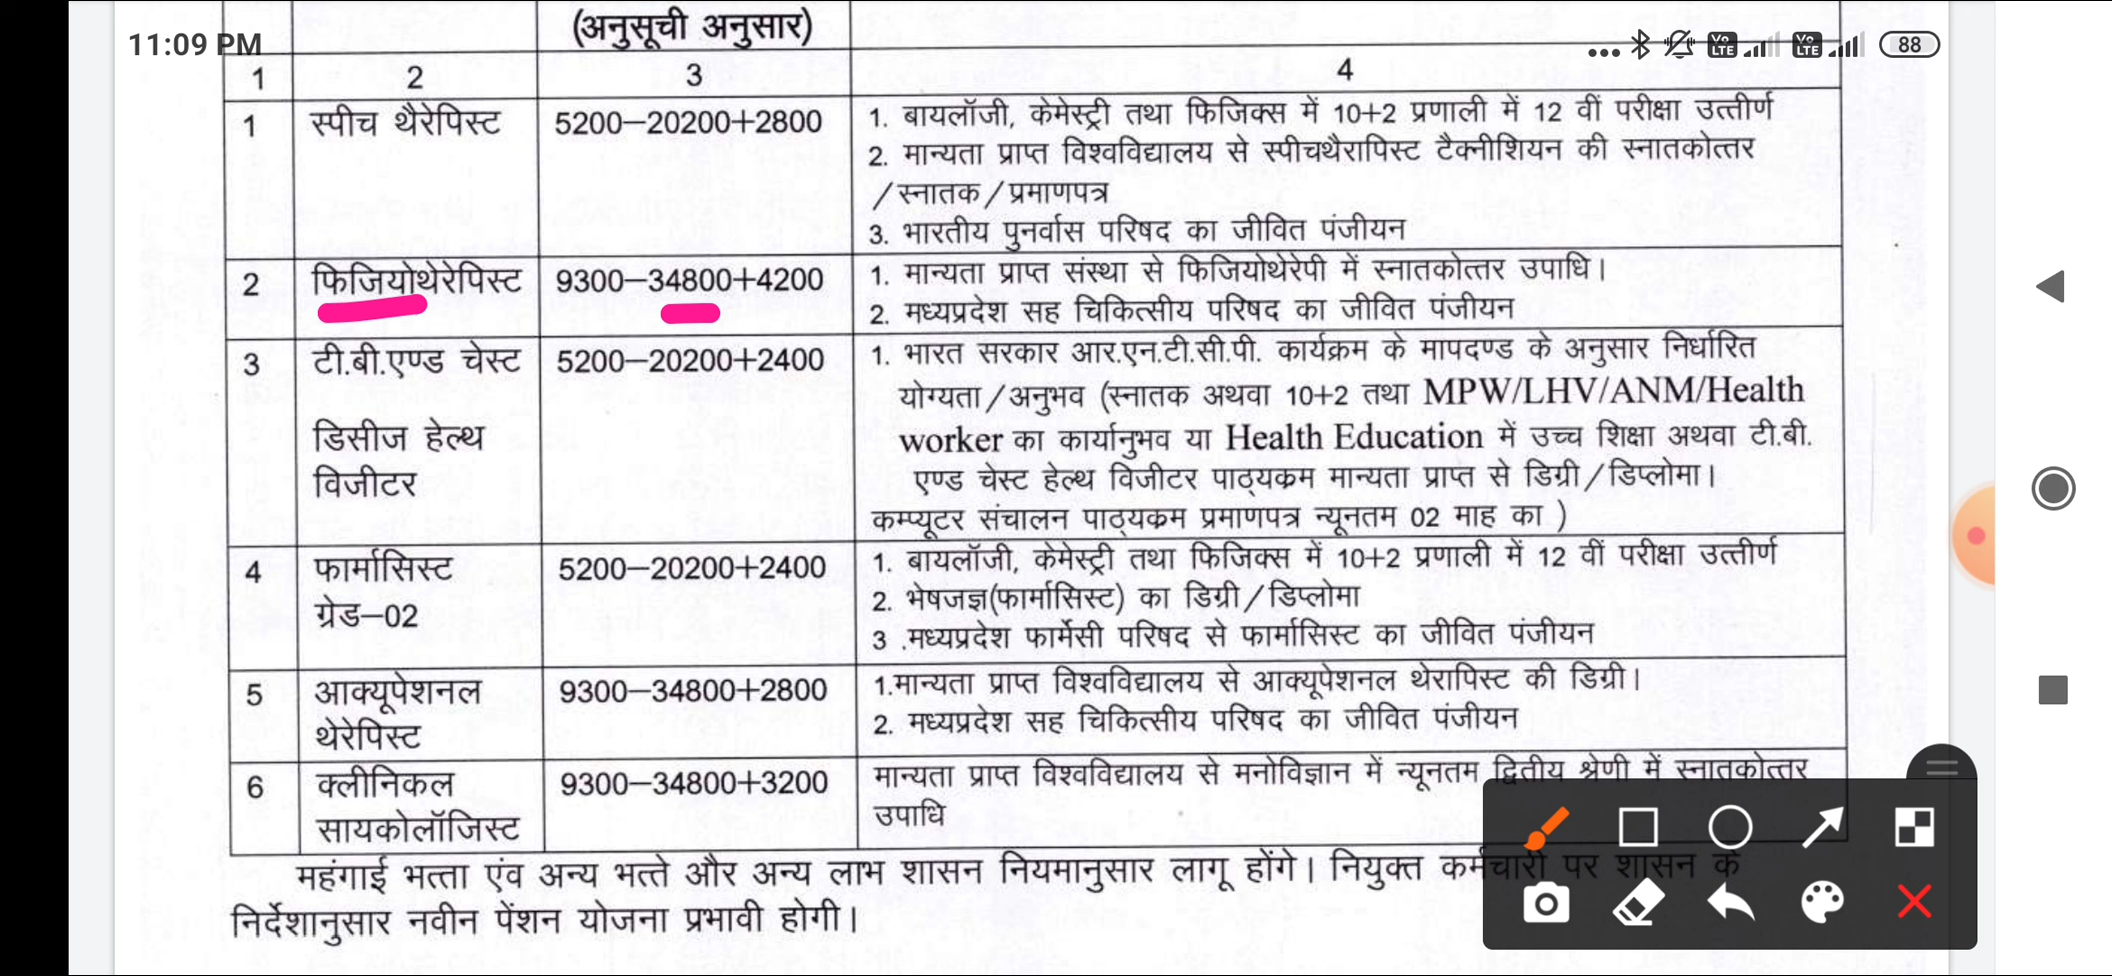 (अनुसूची अनुसार)
11:09 PM
88
1 2 3 4
1 स्पीच थैरेपिस्ट 5200–20200+2800 1. बायलॉजी, केमेस्ट्री तथा फिजिक्स में 10+2 प्रणाली में 12 वीं परीक्षा उत्तीर्ण
2. मान्यता प्राप्त विश्वविद्यालय से स्पीचथैरापिस्ट टैक्नीशियन की स्नातकोत्तर
/स्नातक/प्रमाणपत्र
3. भारतीय पुनर्वास परिषद का जीवित पंजीयन
2 फिजियोथेरेपिस्ट 9300–34800+4200 1. मान्यता प्राप्त संस्था से फिजियोथेरेपी में स्नातकोत्तर उपाधि।
2. मध्यप्रदेश सह चिकित्सीय परिषद का जीवित पंजीयन
3 टी.बी.एण्ड चेस्ट 5200–20200+2400 1. भारत सरकार आर.एन.टी.सी.पी. कार्यक्रम के मापदण्ड के अनुसार निर्धारित
योग्यता/अनुभव (स्नातक अथवा 10+2 तथा MPW/LHV/ANM/Health
डिसीज हेल्थ worker का कार्यानुभव या Health Education में उच्च शिक्षा अथवा टी.बी.
विजीटर एण्ड चेस्ट हेल्थ विजीटर पाठ्यक्रम मान्यता प्राप्त से डिग्री/डिप्लोमा।
कम्प्यूटर संचालन पाठ्यक्रम प्रमाणपत्र न्यूनतम 02 माह का )
4 फार्मासिस्ट 5200–20200+2400 1. बायलॉजी, केमेस्ट्री तथा फिजिक्स में 10+2 प्रणाली में 12 वीं परीक्षा उत्तीर्ण
ग्रेड–02 2. भेषजज्ञ(फार्मासिस्ट) का डिग्री/डिप्लोमा
3 .मध्यप्रदेश फार्मेसी परिषद से फार्मासिस्ट का जीवित पंजीयन
5 आक्यूपेशनल 9300–34800+2800 1.मान्यता प्राप्त विश्वविद्यालय से आक्यूपेशनल थेरापिस्ट की डिग्री।
थेरेपिस्ट 2. मध्यप्रदेश सह चिकित्सीय परिषद का जीवित पंजीयन
6 क्लीनिकल 9300–34800+3200 मान्यता प्राप्त विश्वविद्यालय से मनोविज्ञान में न्यूनतम द्वितीय श्रेणी में स्नातकोत्तर
सायकोलॉजिस्ट उपाधि
महंगाई भत्ता एंव अन्य भत्ते और अन्य लाभ शासन नियमानुसार लागू होंगे। नियुक्त कर्मचारी पर शासन के
निर्देशानुसार नवीन पेंशन योजना प्रभावी होगी।